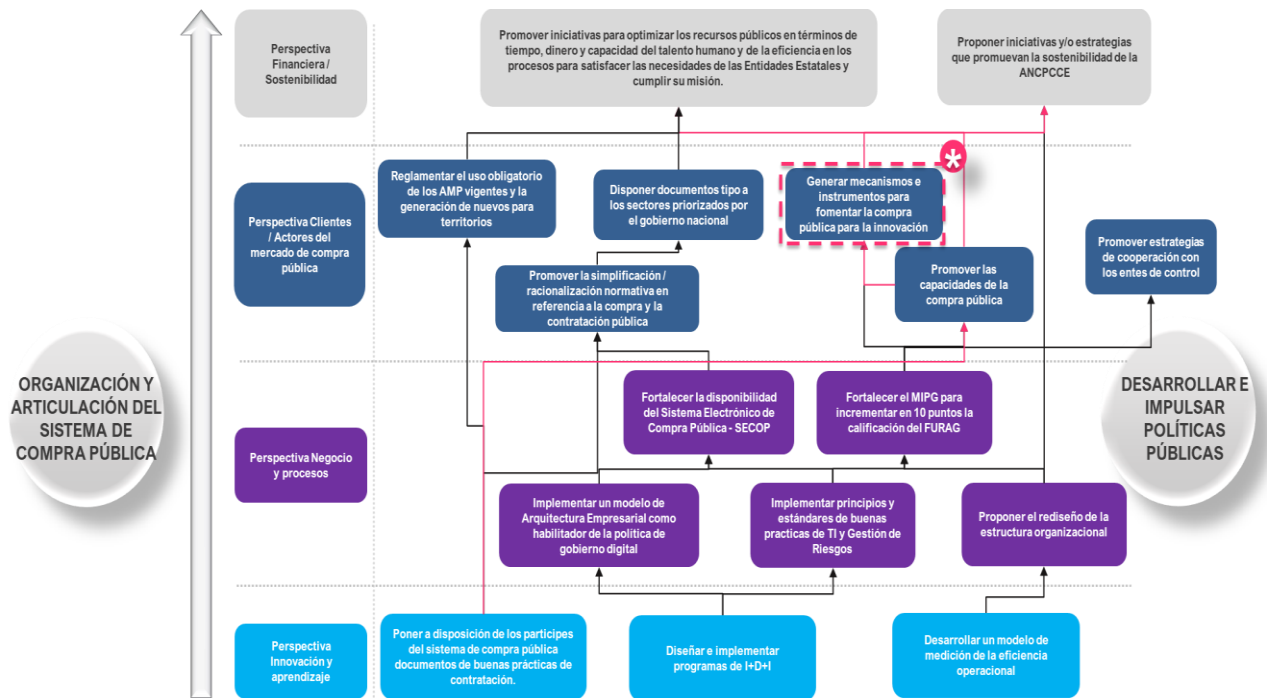 Perspectiva
Financiera /
Sostenibilidad
Promover iniciativas para optimizar los recursos públicos en términos de
tiempo, dinero y capacidad del talento humano y de la eficiencia en los
procesos para satisfacer las necesidades de las Entidades Estatales y
cumplir su misión.
Proponer iniciativas y/o estrategias
que promuevan la sostenibilidad de la
ANCPCCE
Perspectiva Clientes
/ Actores del
mercado de compra
pública
Reglamentar el uso obligatorio
de los AMP vigentes y la
generación de nuevos para
territorios
Disponer documentos tipo a
los sectores priorizados por
el gobierno nacional
Generar mecanismos e
instrumentos para
fomentar la compra
pública para la innovación
*
Promover estrategias
de cooperación con
los entes de control
Promover la simplificación /
racionalización normativa en
referencia a la compra y la
contratación pública
Promover las
capacidades de la
compra pública
ORGANIZACIÓN Y
ARTICULACIÓN DEL
SISTEMA DE
COMPRA PÚBLICA
DESARROLLAR E
IMPULSAR
POLÍTICAS
PÚBLICAS
Perspectiva Negocio
y procesos
Fortalecer la disponibilidad
del Sistema Electrónico de
Compra Pública - SECOP
Fortalecer el MIPG para
incrementar en 10 puntos la
calificación del FURAG
Implementar un modelo de
Arquitectura Empresarial como
habilitador de la política de
gobierno digital
Implementar principios y
estándares de buenas
practicas de TI y Gestión de
Riesgos
Proponer el rediseño de la
estructura organizacional
Perspectiva
Innovación y
aprendizaje
Poner a disposición de los participes
del sistema de compra pública
documentos de buenas prácticas de
contratación.
Diseñar e implementar
programas de I+D+I
Desarrollar un modelo de
medición de la eficiencia
operacional